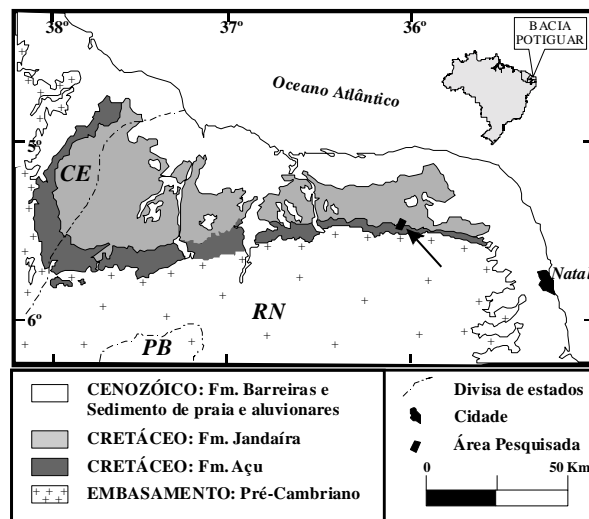 38º
37º
36º
BACIA
POTIGUAR
Oceano Atlântico
5º
CE
Natal
RN
6º
PB
CENOZÓICO: Fm. Barreiras e
Sedimento de praia e aluvionares
CRETÁCEO: Fm. Jandaíra
CRETÁCEO: Fm. Açu
EMBASAMENTO: Pré-Cambriano
Divisa de estados
Cidade
Área Pesquisada
0 50 Km